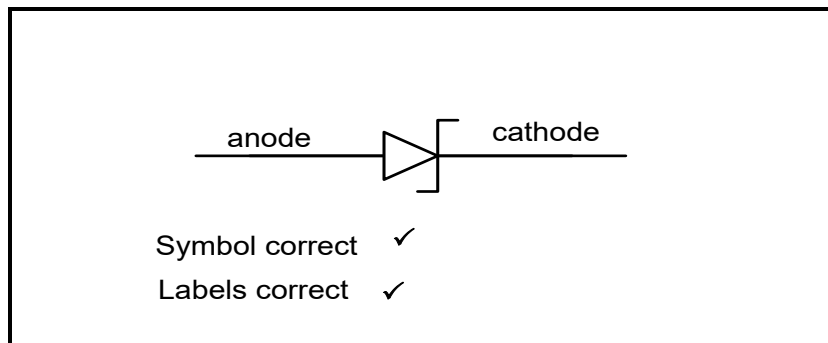 anode cathode
Symbol correct ✓
Labels correct ✓